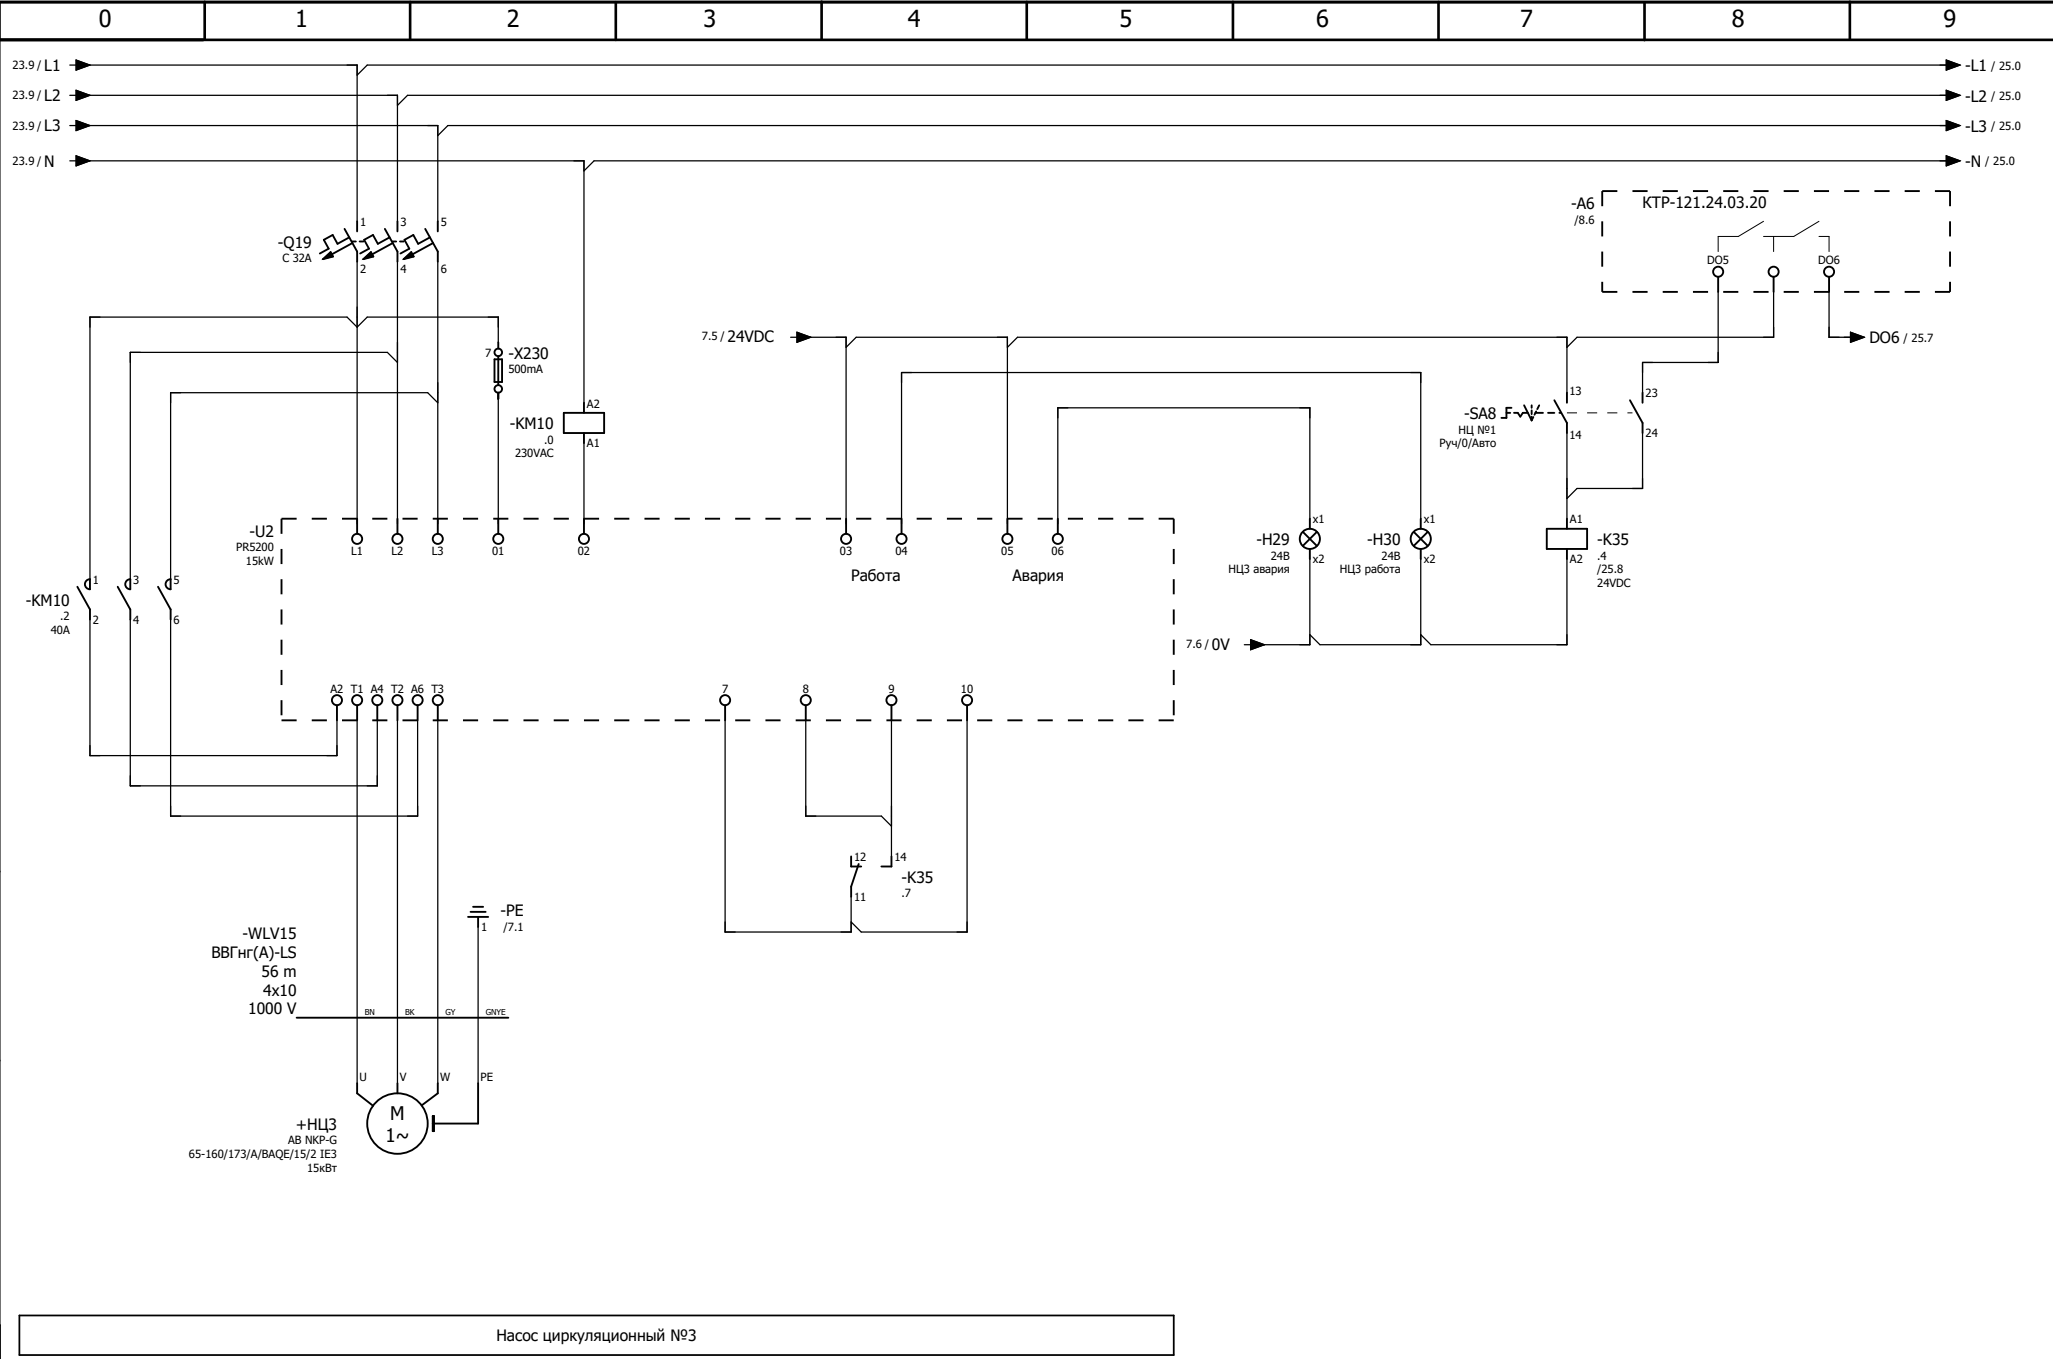 0 1 2 3 4 5 6 7 8 9
23.9 / L1
-L1 / 25.0
23.9 / L2
-L2 / 25.0
23.9 / L3
-L3 / 25.0
23.9 / N
-N / 25.0
-A6
/8.6
КТР-121.24.03.20
DO5
DO6
DO6 / 25.7
-Q19
C 32A
1
3
5
2
4
6
7.5 / 24VDC
7
-X230
500mA
-KM10
.0
230VAC
A2
A1
-SA8
НЦ №1
Руч/0/Авто
13
14
23
24
-U2
PR5200
15kW
L1
L2
L3
01
02
03
04
05
06
Работа
Авария
-H29
24В
НЦ3 авария
x1
x2
-H30
24В
НЦ3 работа
x1
x2
A1
A2
-K35
.4
/25.8
24VDC
-KM10
.2
40A
1
3
5
2
4
6
7.6 / 0V
A2
T1
A4
T2
A6
T3
7
8
9
10
12
14
11
-K35
.7
-PE
/7.1
1
-WLV15
ВВГнг(А)-LS
56 m
4x10
1000 V
BN
BK
GY
GNYE
U
V
W
PE
M
1~
+НЦ3
AB NKP-G
65-160/173/A/BAQE/15/2 IE3
15кВт
Насос циркуляционный №3